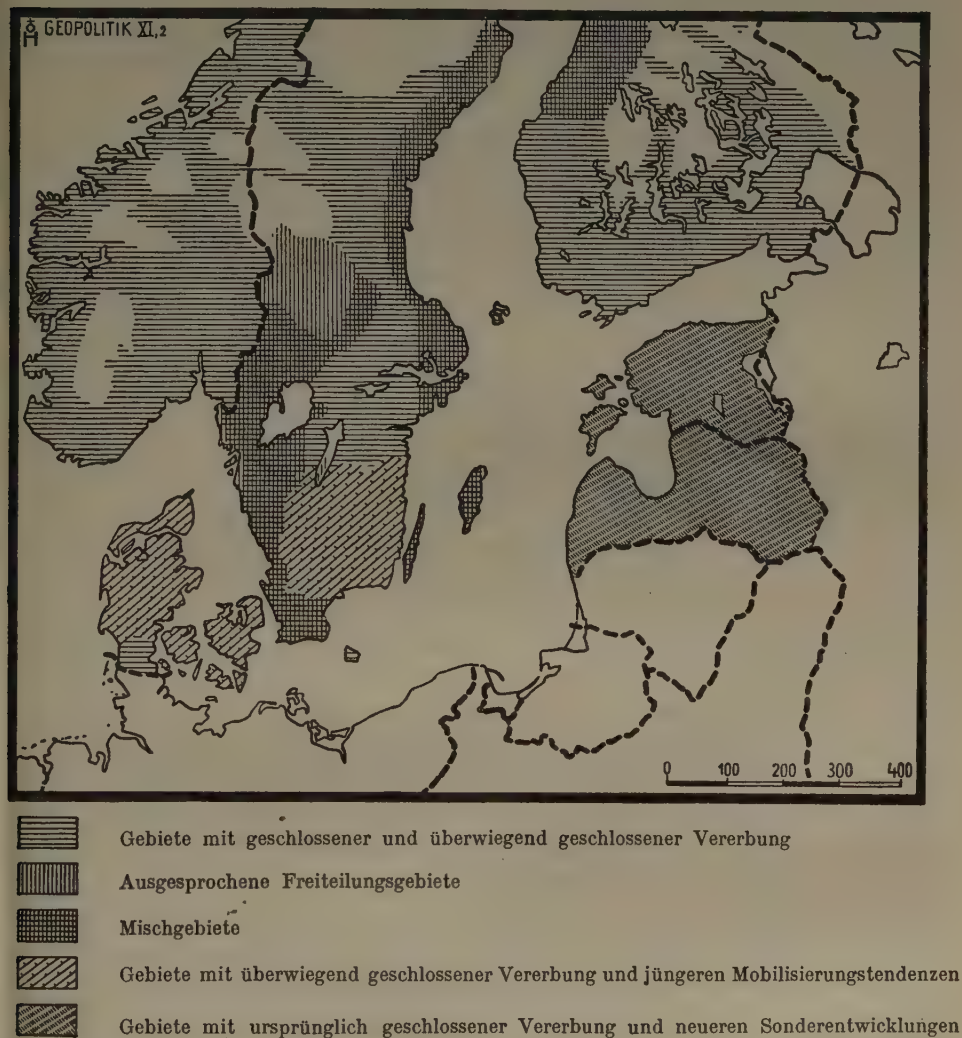 GEOPOLITIK XI,2
0 100 200 300 400
Gebiete mit geschlossener und überwiegend geschlossener Vererbung
Ausgesprochene Freiteilungsgebiete
Mischgebiete
Gebiete mit überwiegend geschlossener Vererbung und jüngeren Mobilisierungstendenzen
Gebiete mit ursprünglich geschlossener Vererbung und neueren Sonderentwicklungen